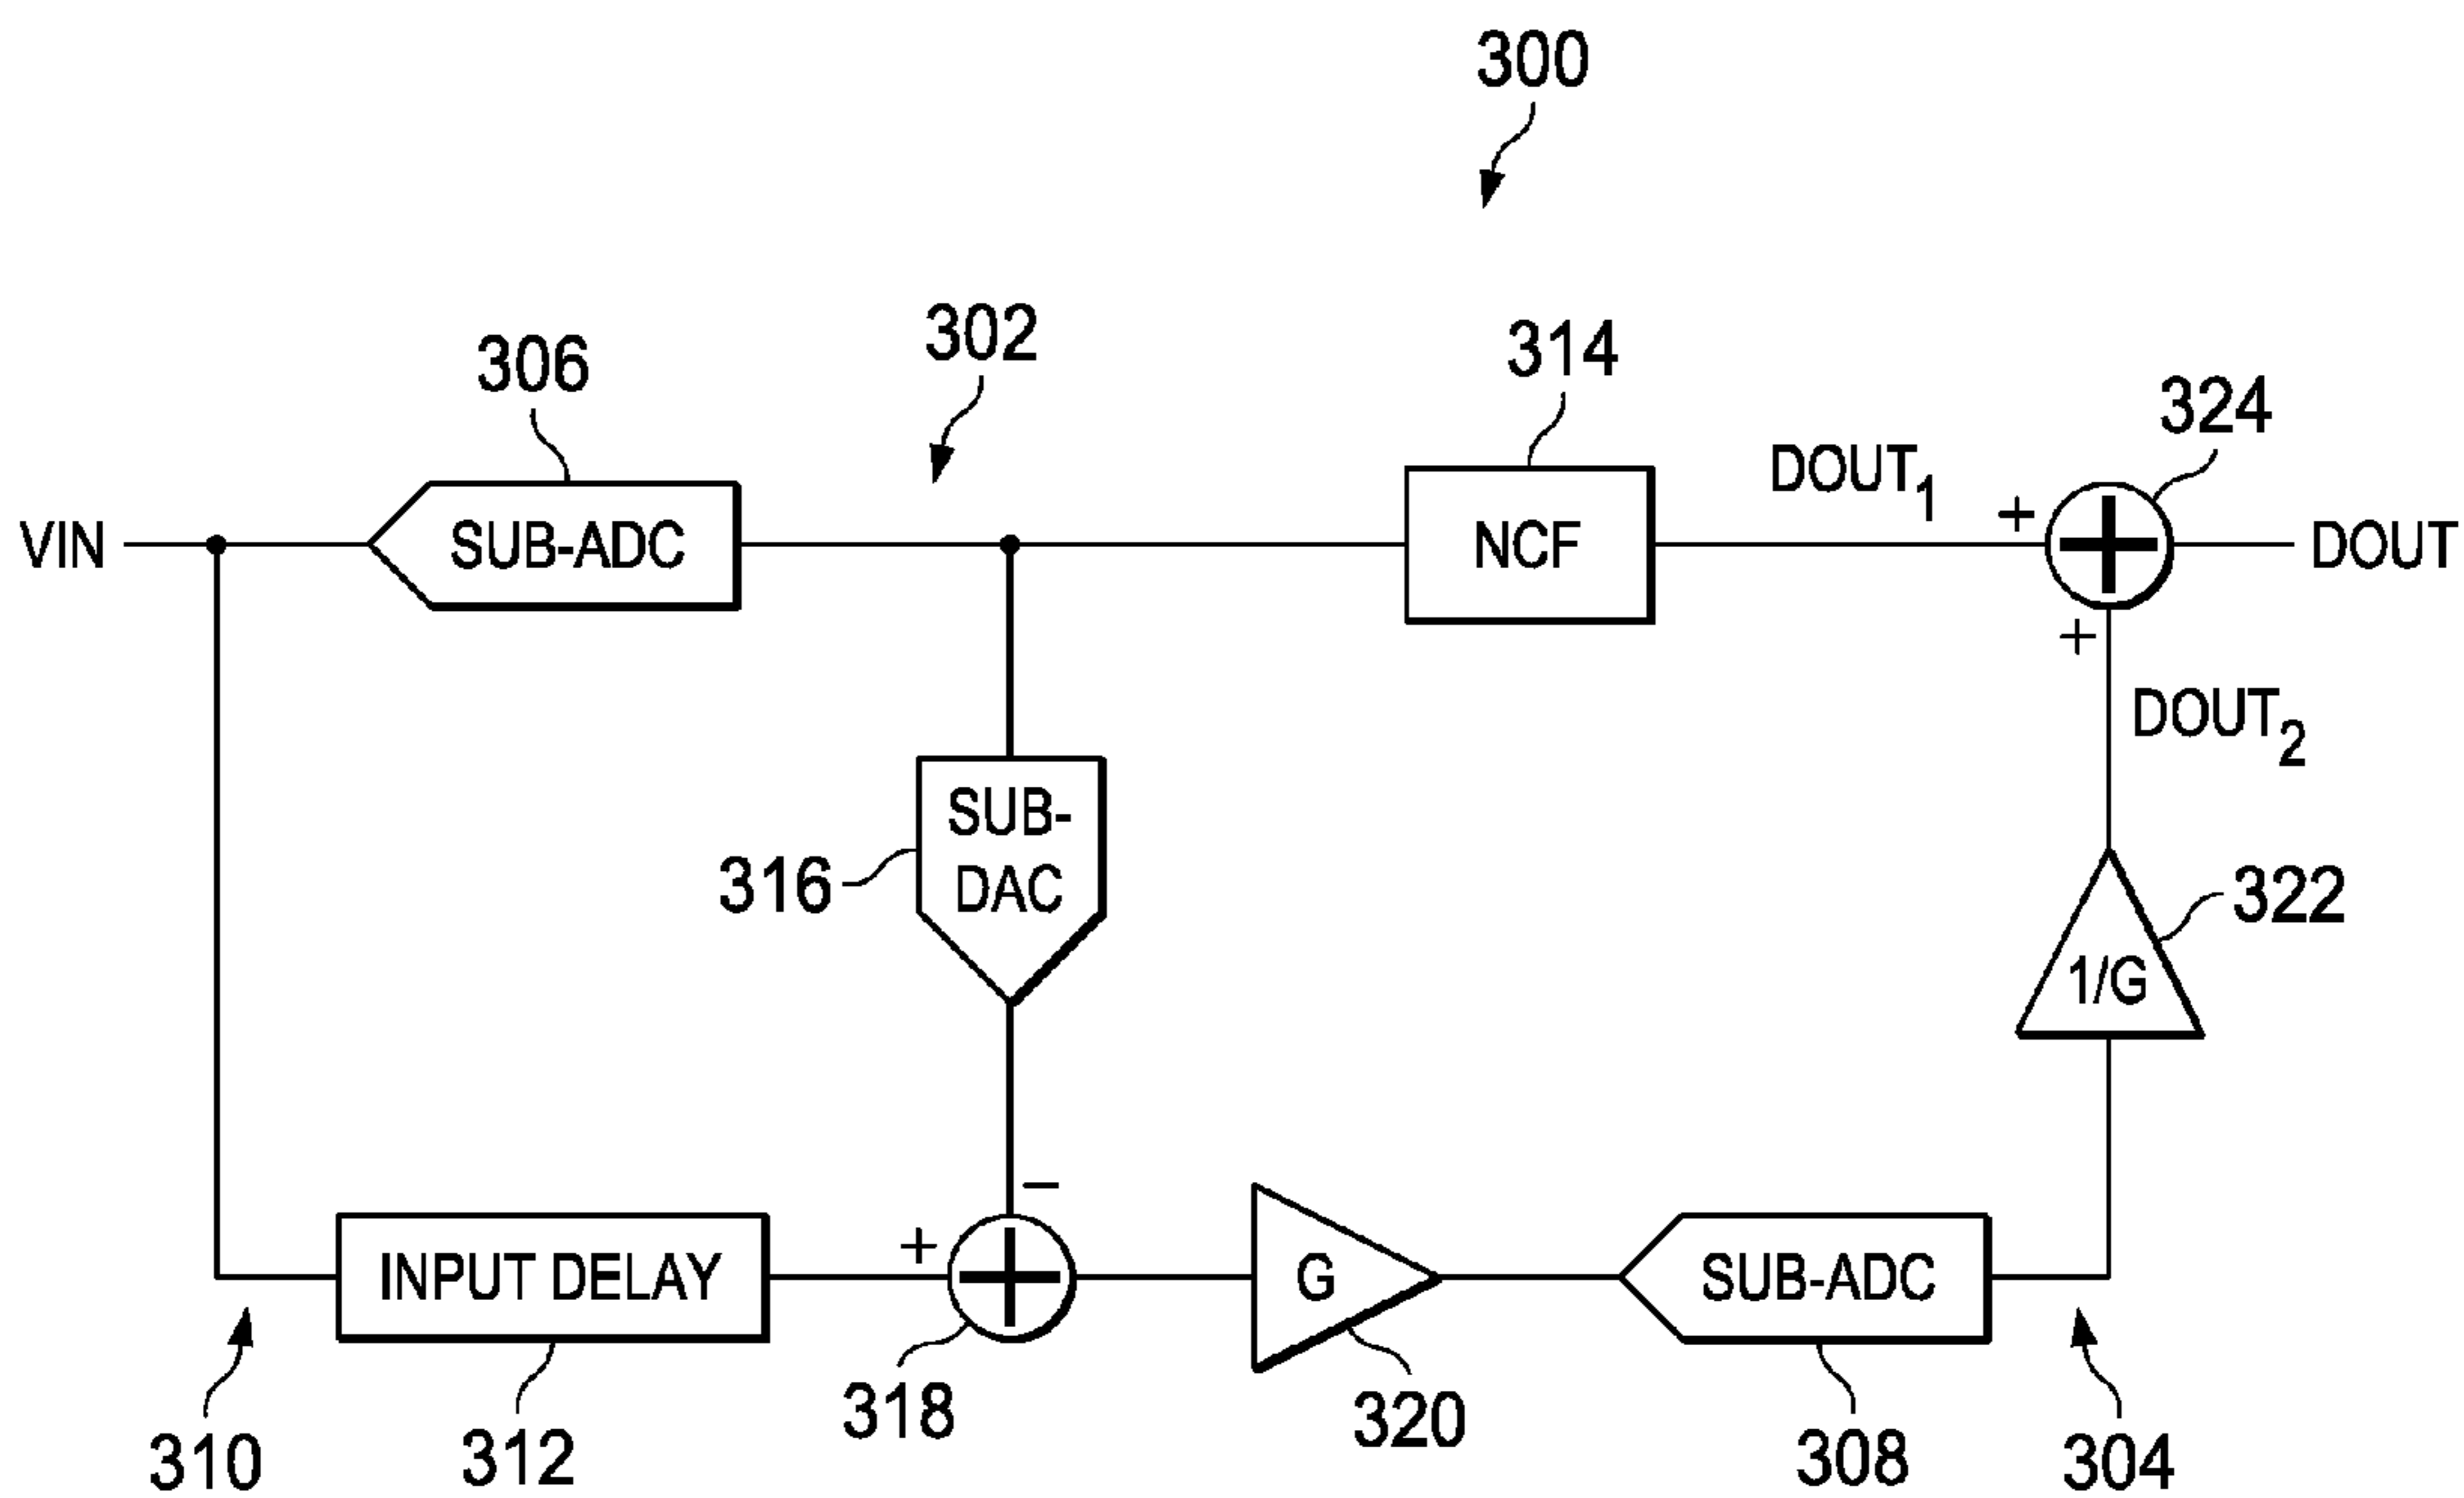 300
302
306
314
324
DOUT1
+
VIN
SUB-ADC
NCF
DOUT
+
DOUT2
SUB-
DAC
316
322
1/G
−
+
INPUT DELAY
G
SUB-ADC
310
312
318
320
308
304